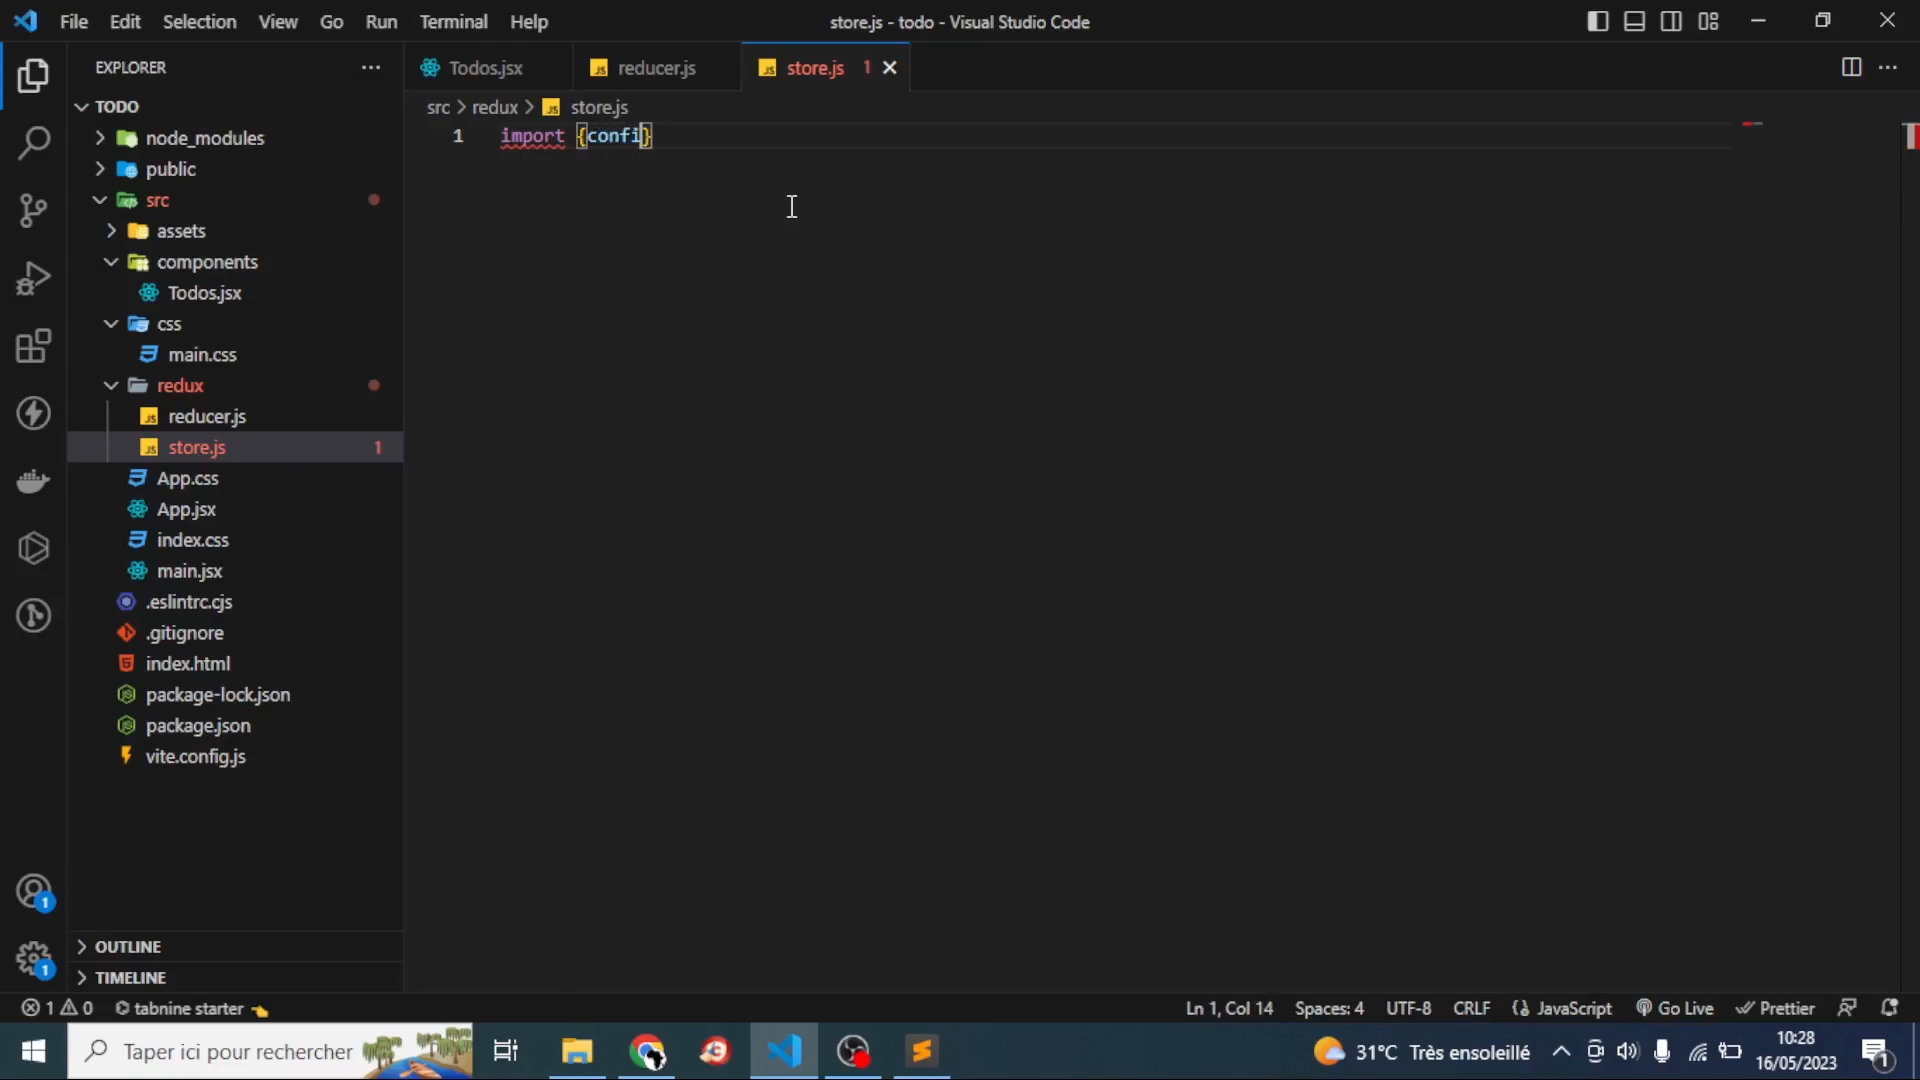 File Edit Selection View Go Run Terminal Help
store.js - todo - Visual Studio Code
EXPLORER
Todos.jsx
reducer.js
store.js 1
TODO
src > redux > store.js
node_modules
1 import {confi}
public
src
assets
components
Todos.jsx
css
main.css
redux
reducer.js
store.js 1
App.css
App.jsx
index.css
main.jsx
.eslintrc.cjs
.gitignore
index.html
package-lock.json
package.json
vite.config.js
1
1
OUTLINE
TIMELINE
1 0 tabnine starter
Ln 1, Col 14 Spaces: 4 UTF-8 CRLF JavaScript Go Live Prettier
Taper ici pour rechercher
31°C Très ensoleillé
10:28
16/05/2023
1